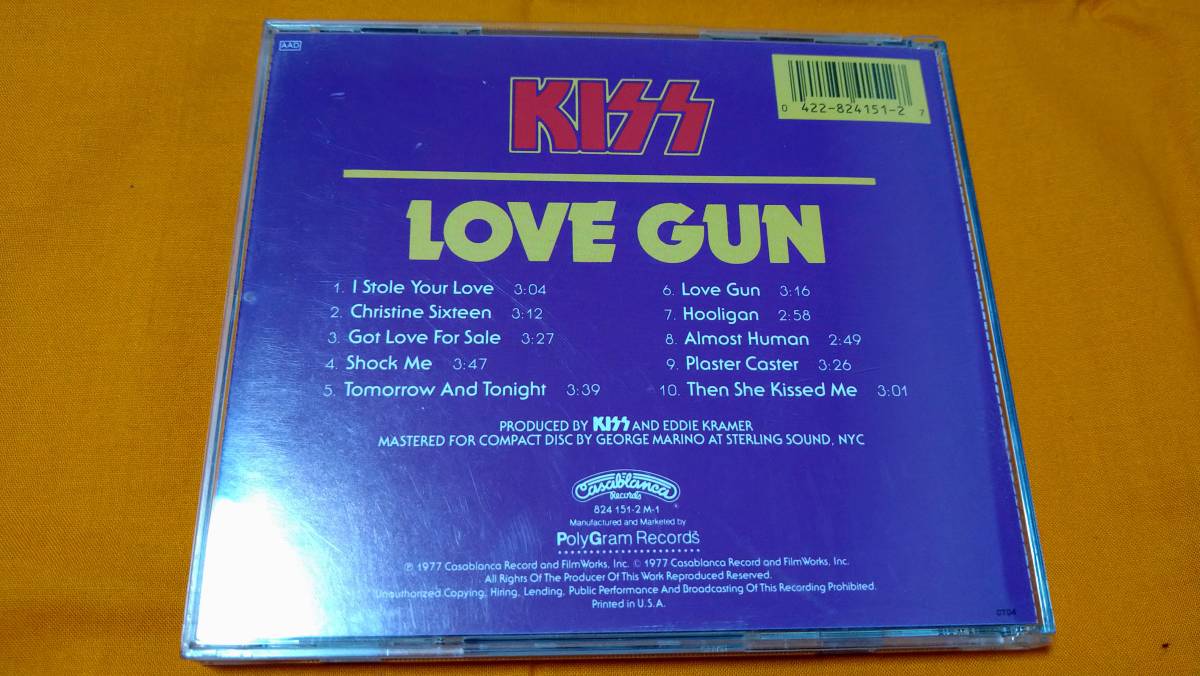 AAD
KISS
0 422-824151-2 7
LOVE GUN
1. I Stole Your Love 3:04
2. Christine Sixteen 3:12
3. Got Love For Sale 3:27
4. Shock Me 3:47
5. Tomorrow And Tonight 3:39
6. Love Gun 3:16
7. Hooligan 2:58
8. Almost Human 2:49
9. Plaster Caster 3:26
10. Then She Kissed Me 3:01
PRODUCED BY KISS AND EDDIE KRAMER
MASTERED FOR COMPACT DISC BY GEORGE MARINO AT STERLING SOUND, NYC
Casablanca
Records
824 151-2 M-1
Manufactured and Marketed by
PolyGram Records
℗ 1977 Casablanca Record and FilmWorks, Inc. © 1977 Casablanca Record and FilmWorks, Inc.
All Rights Of The Producer Of This Work Reproduced Reserved.
Unauthorized Copying, Hiring, Lending, Public Performance And Broadcasting Of This Recording Prohibited.
Printed in U.S.A.